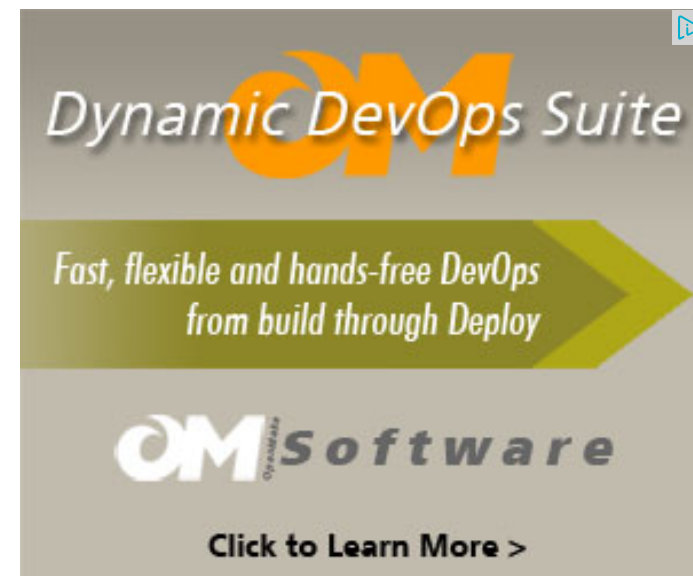 OM
Dynamic DevOps Suite
Fast, flexible and hands-free DevOps
from build through Deploy
OM OpenMake Software
Click to Learn More >